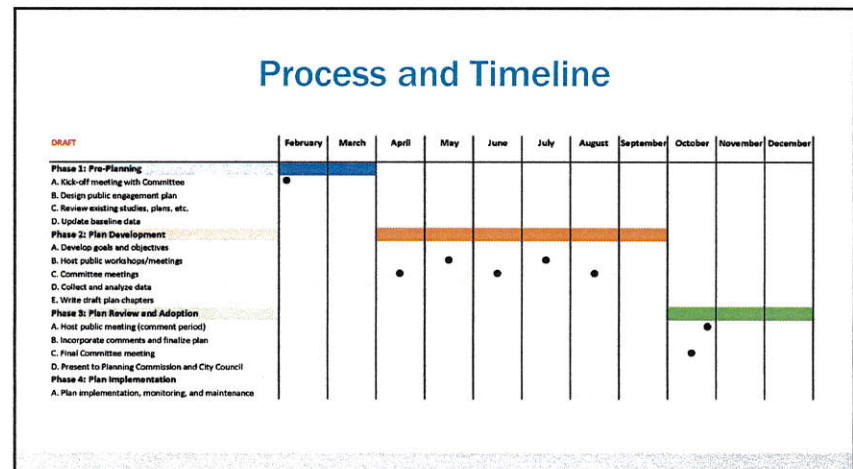 Process and Timeline
DRAFT February March April May June July August September October November December
Phase 1: Pre-Planning
A. Kick-off meeting with Committee
B. Design public engagement plan
C. Review existing studies, plans, etc.
D. Update baseline data
Phase 2: Plan Development
A. Develop goals and objectives
B. Host public workshops/meetings
C. Committee meetings
D. Collect and analyze data
E. Write draft plan chapters
Phase 3: Plan Review and Adoption
A. Host public meeting (comment period)
B. Incorporate comments and finalize plan
C. Final Committee meeting
D. Present to Planning Commission and City Council
Phase 4: Plan Implementation
A. Plan implementation, monitoring, and maintenance